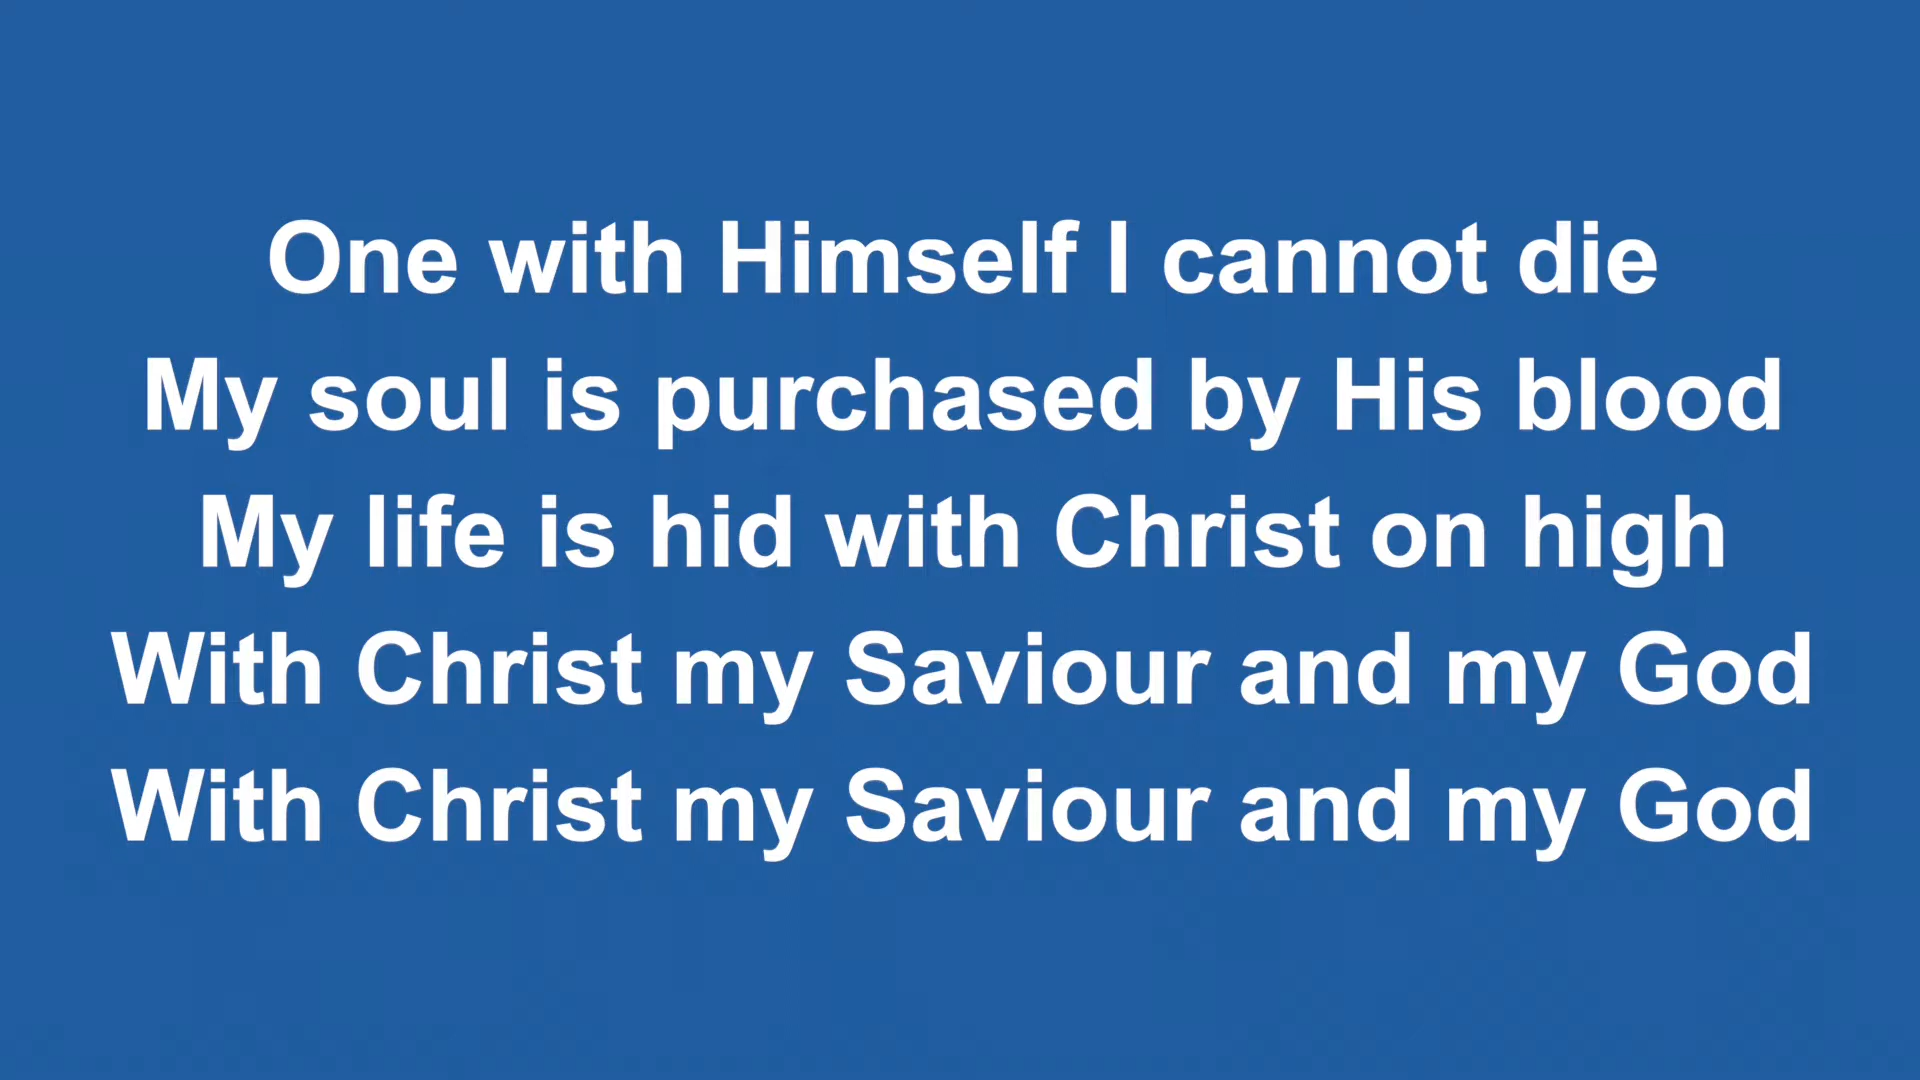 One with Himself I cannot die
My soul is purchased by His blood
My life is hid with Christ on high
With Christ my Saviour and my God
With Christ my Saviour and my God